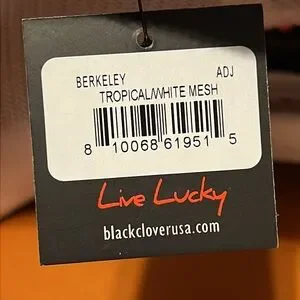 BERKELEY ADJ
TROPICAL/WHITE MESH
8 10068 61951 5
Live Lucky
blackcloverusa.com